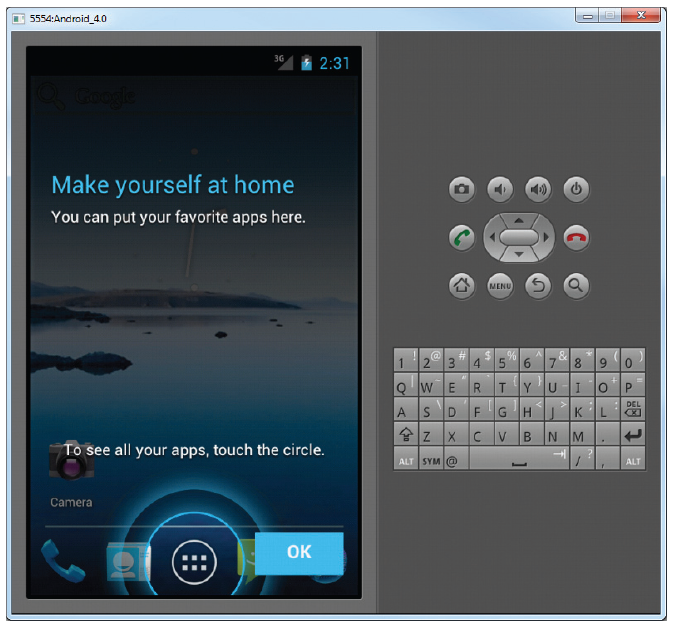 5554:Android_4.0
3G 2:31
Google
Make yourself at home
You can put your favorite apps here.
To see all your apps, touch the circle.
Camera
OK
MENU
1 ! 2 @ 3 # 4 $ 5 % 6 ^ 7 & 8 * 9 ( 0 )
Q | W ~ E " R ` T { Y } U _ I - O + P =
A S \ D ' F [ G ] H < J > K ; L : DEL
Z X C V B N M .
ALT SYM @ / ? , ALT